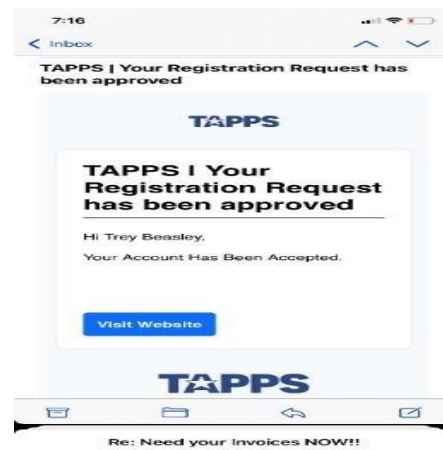 7:16
Inbox
TAPPS | Your Registration Request has
been approved
TAPPS
TAPPS I Your
Registration Request
has been approved
Hi Trey Beasley,
Your Account Has Been Accepted.
Visit Website
TAPPS
Re: Need your Invoices NOW!!